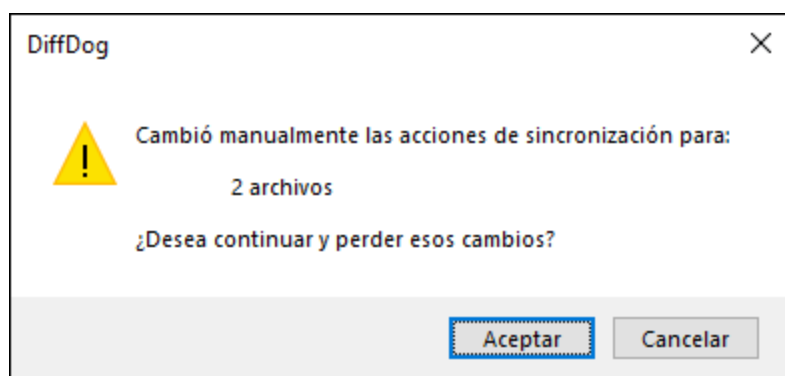 DiffDog
Cambió manualmente las acciones de sincronización para:
2 archivos
¿Desea continuar y perder esos cambios?
Aceptar
Cancelar